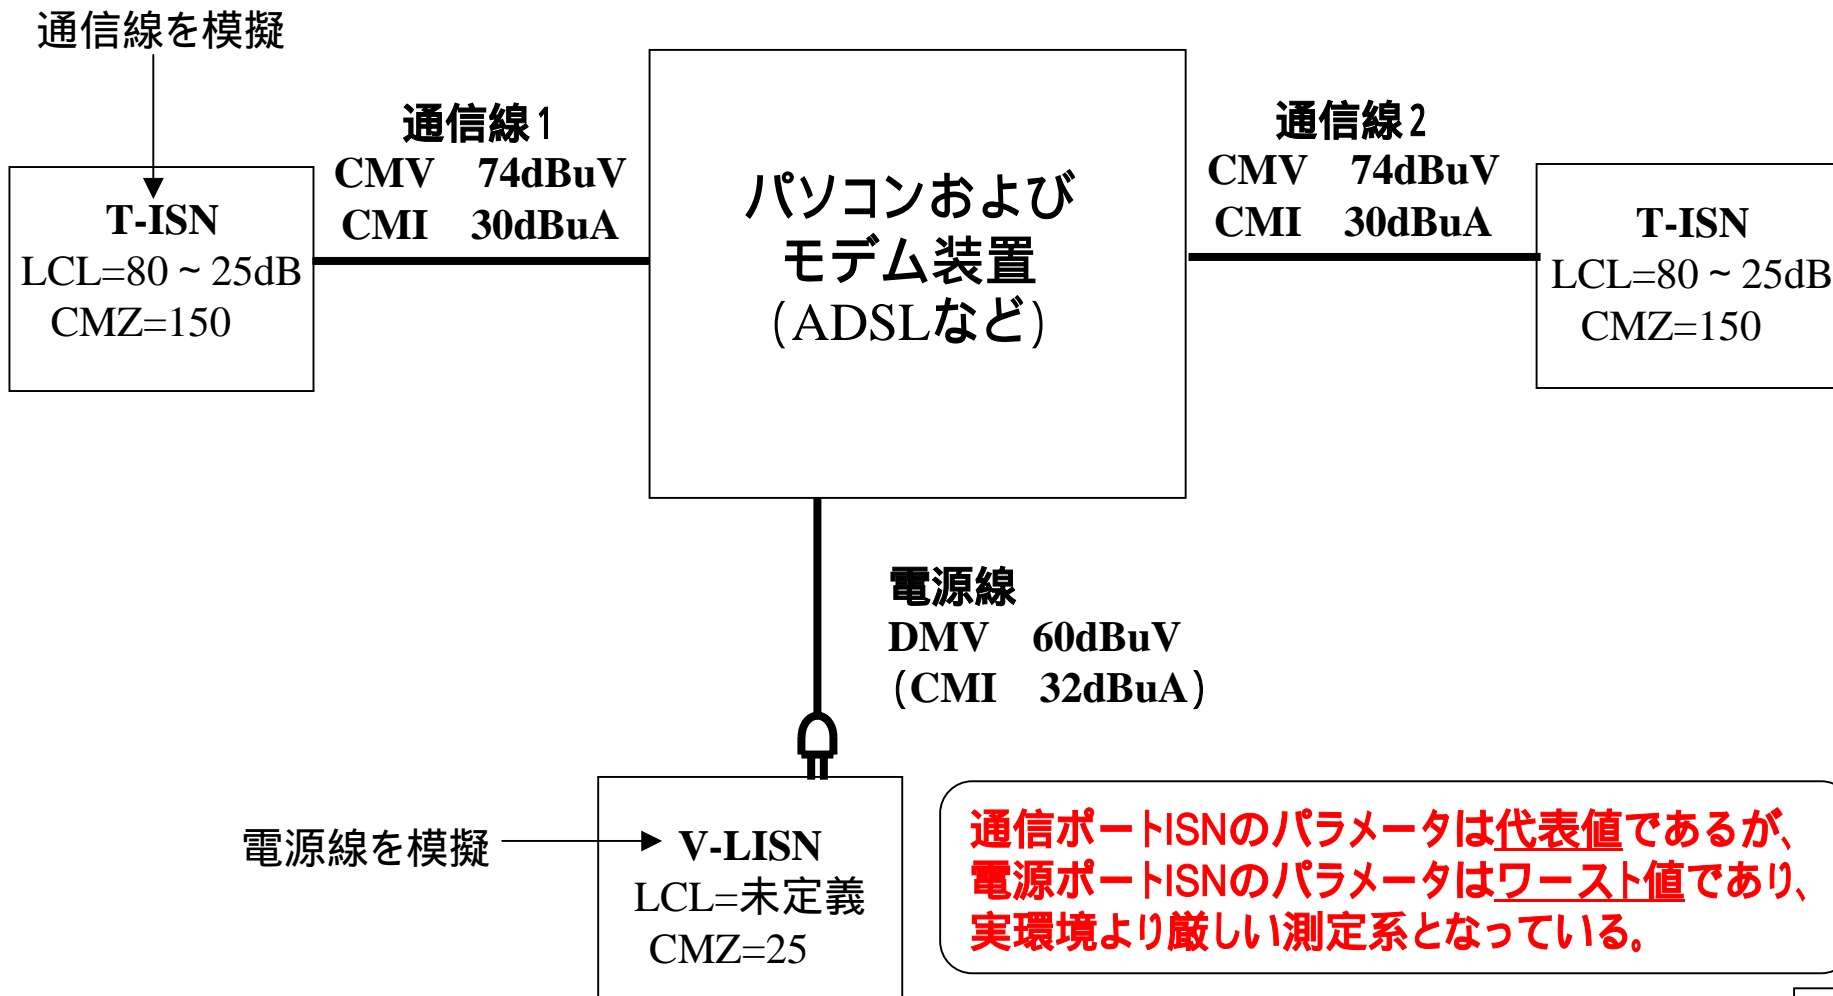 通信線を模擬
T-ISN
LCL=80 ~ 25dB
CMZ=150
通信線1
CMV 74dBuV
CMI 30dBuA
パソコンおよび
モデム装置
(ADSLなど)
通信線2
CMV 74dBuV
CMI 30dBuA
T-ISN
LCL=80 ~ 25dB
CMZ=150
電源線
DMV 60dBuV
(CMI 32dBuA)
電源線を模擬
V-LISN
LCL=未定義
CMZ=25
通信ポートISNのパラメータは代表値であるが、
電源ポートISNのパラメータはワースト値であり、
実環境より厳しい測定系となっている。